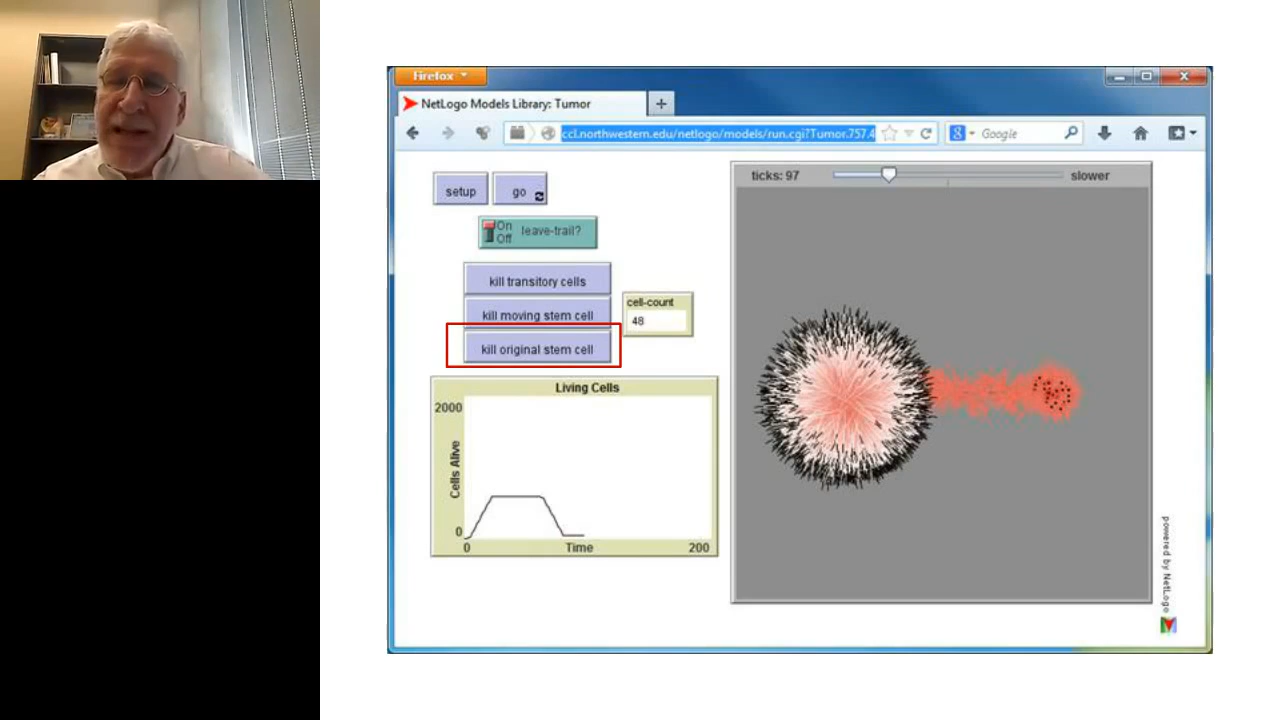 Firefox
NetLogo Models Library: Tumor
ccl.northwestern.edu/netlogo/models/run.cgi?Tumor.757.4
Google
setup
go
On
Off
leave-trail?
kill transitory cells
kill moving stem cell
kill original stem cell
cell-count
48
Living Cells
2000
Cells Alive
0
0
Time
200
ticks: 97
slower
powered by NetLogo